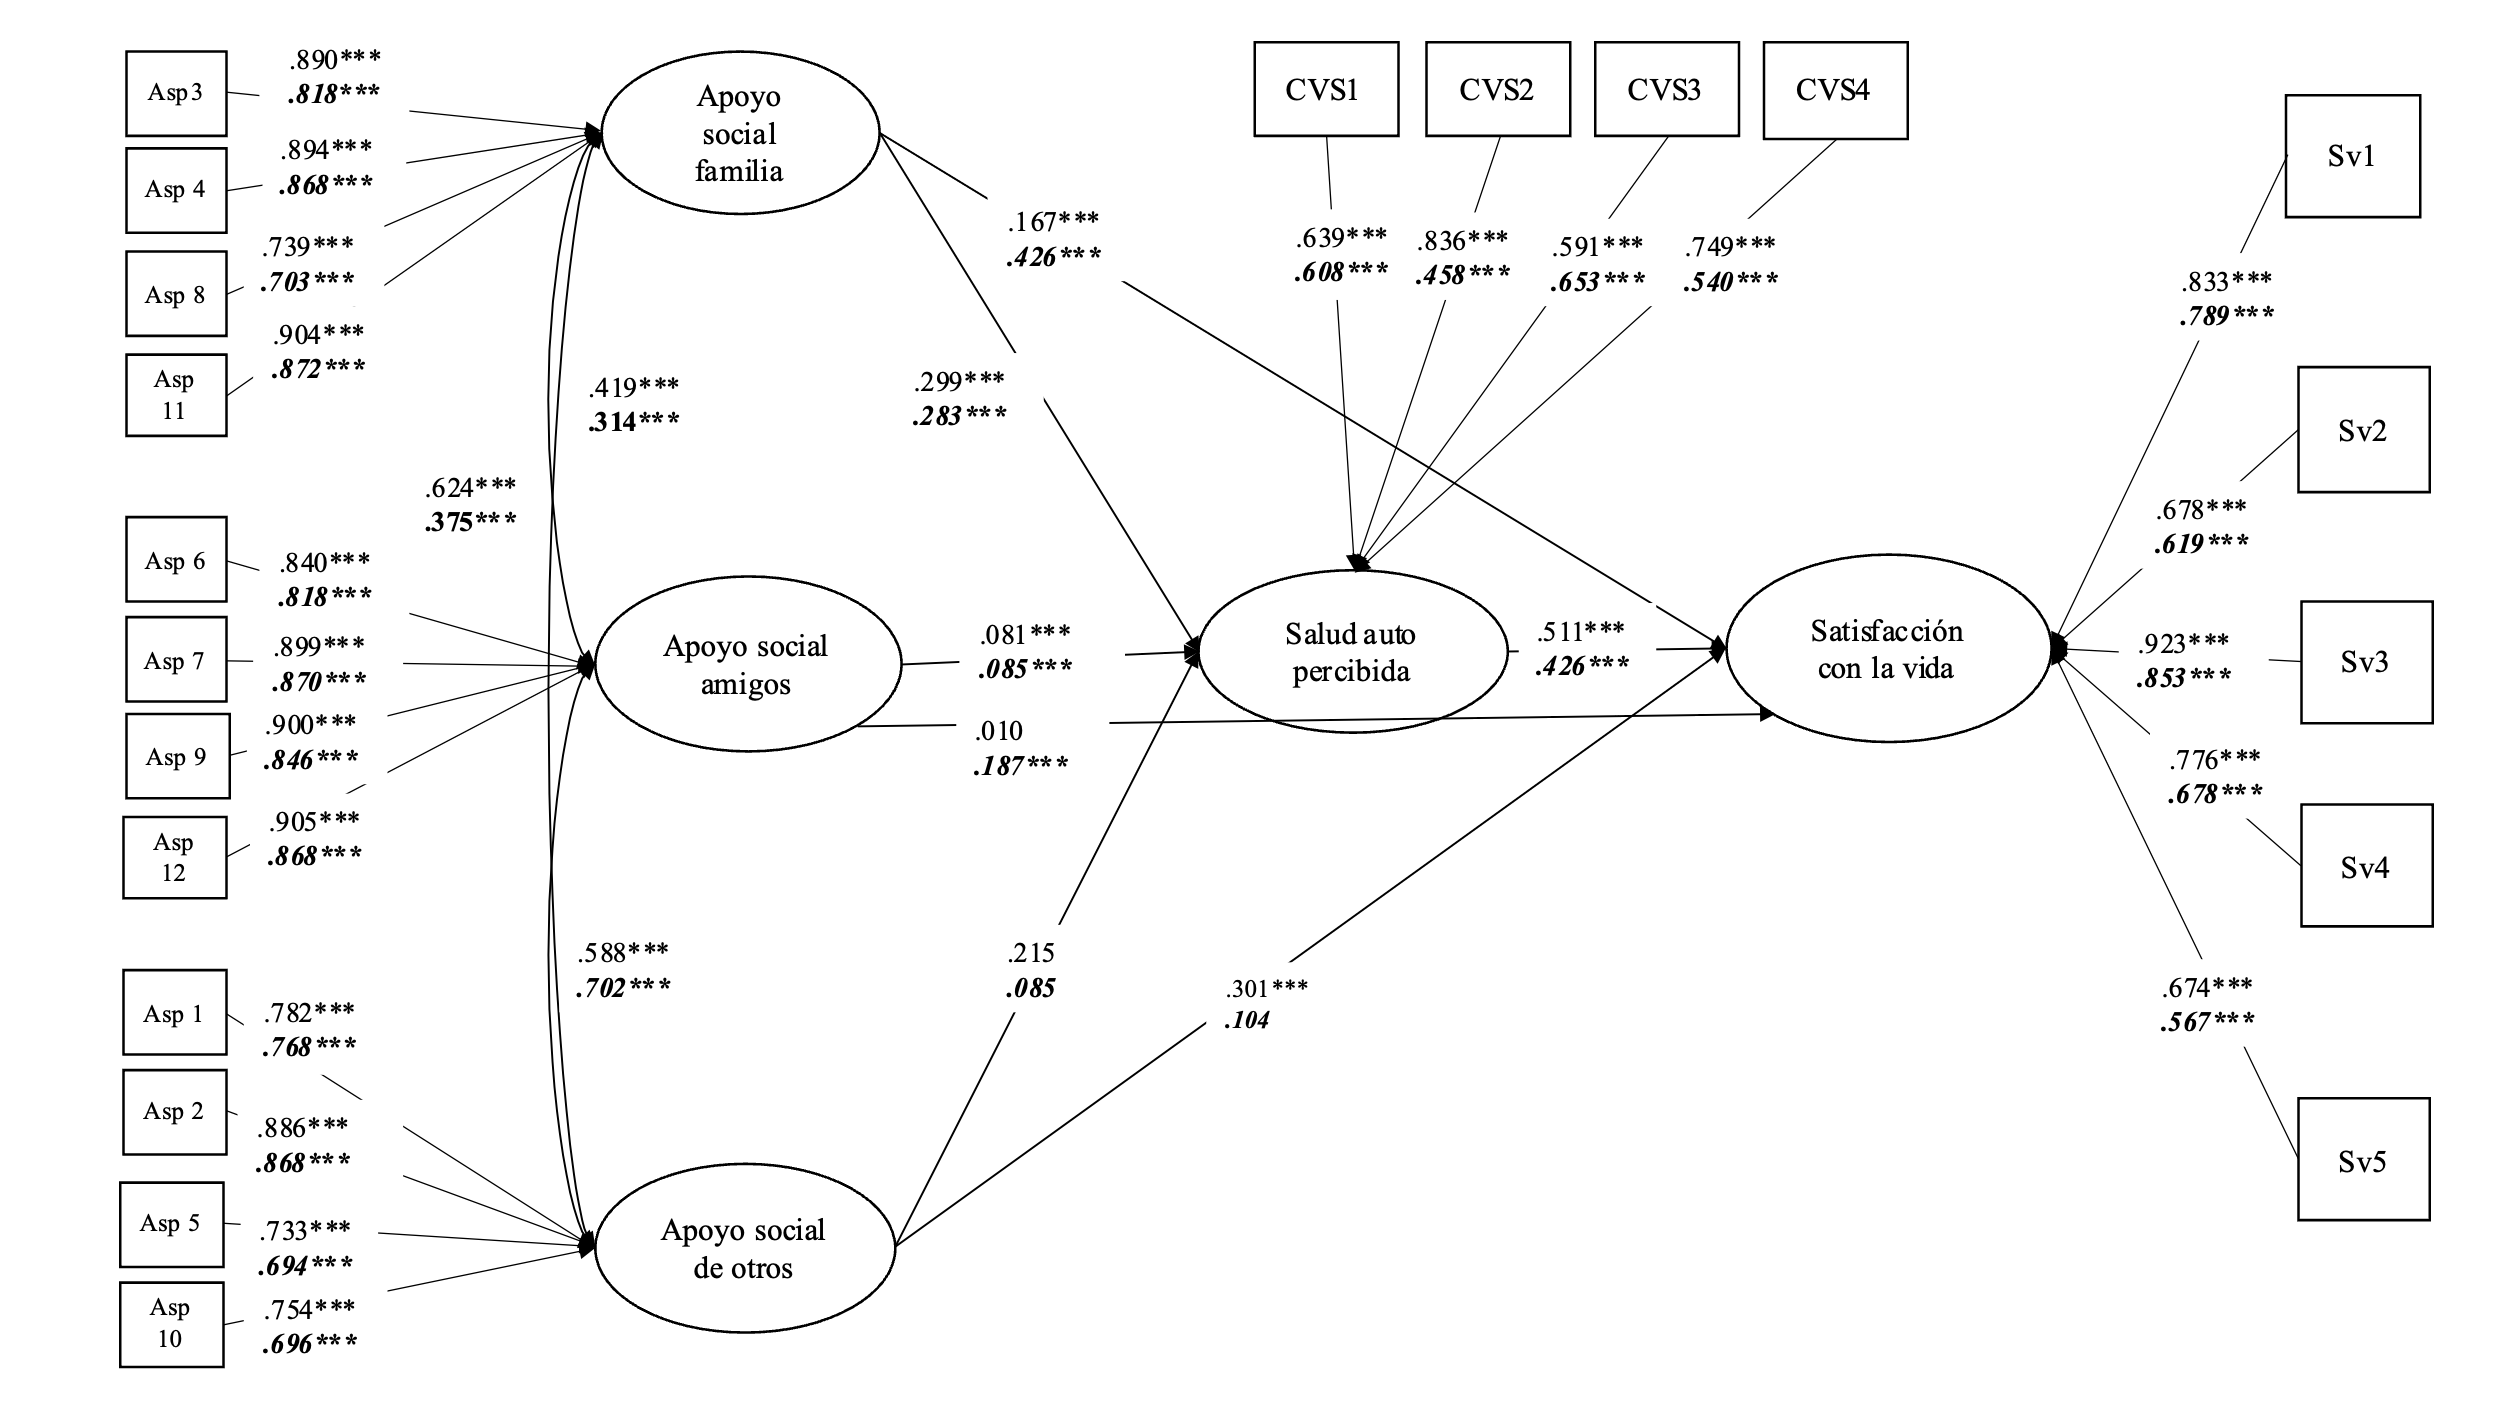 Asp3
.890***
.818***
Asp 4
.894***
.868***
Asp 8
.739***
.703***
Asp
11
.904***
.872***
Apoyo
social
familia
.419***
.314***
.624***
.375***
Asp 6
.840***
.818***
Asp 7
.899***
.870***
Asp 9
.900***
.846***
Asp
12
.905***
.868***
Apoyo social
amigos
.588***
.702***
Asp 1
.782***
.768***
Asp 2
.886***
.868***
Asp 5
.733***
.694***
Asp
10
.754***
.696***
Apoyo social
de otros
.167***
.426***
.299***
.283***
.081***
.085***
.010
.187***
.215
.085
.301***
.104
CVS1
CVS2
CVS3
CVS4
.639***
.608***
.836***
.458***
.591***
.653***
.749***
.540***
Salud auto
percibida
.511***
.426***
Satisfacción
con la vida
Sv1
.833***
.789***
Sv2
.678***
.619***
Sv3
.923***
.853***
Sv4
.776***
.678***
Sv5
.674***
.567***